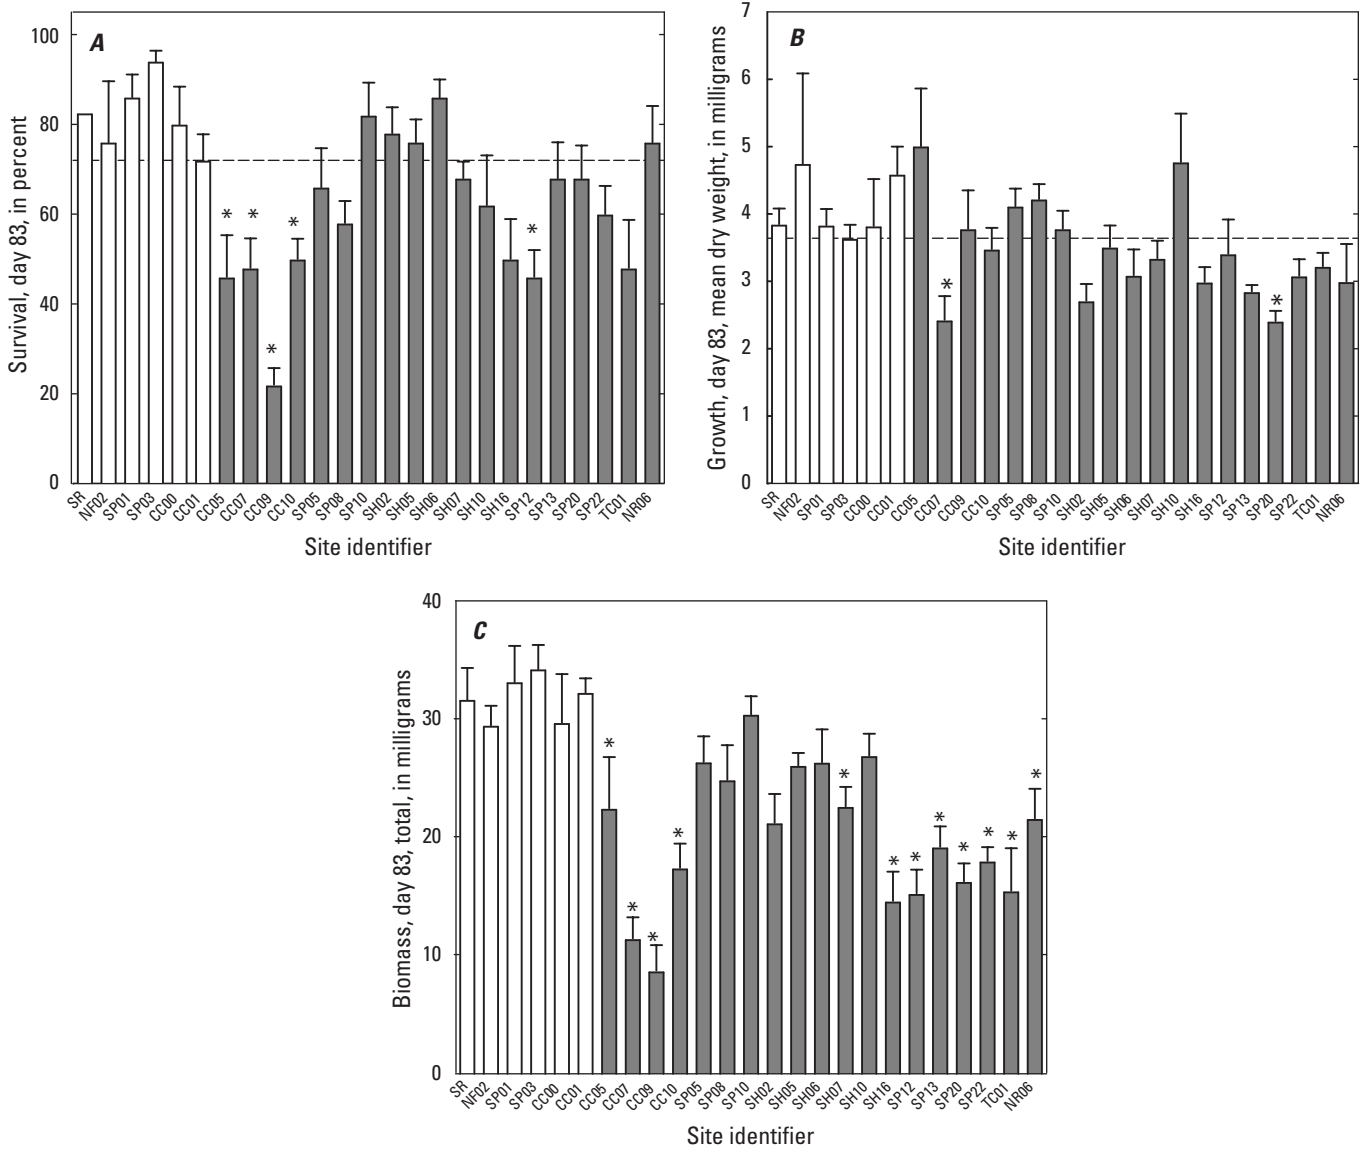 A
Survival, day 83, in percent
100
80
60
40
20
0
* * * * *
SR NF02 SP01 SP03 CC00 CC01 CC05 CC07 CC09 CC10 SP05 SP08 SP10 SH02 SH05 SH06 SH07 SH10 SH16 SP12 SP13 SP20 SP22 TC01 NR06
Site identifier
B
Growth, day 83, mean dry weight, in milligrams
7
6
5
4
3
2
1
0
* *
SR NF02 SP01 SP03 CC00 CC01 CC05 CC07 CC09 CC10 SP05 SP08 SP10 SH02 SH05 SH06 SH07 SH10 SH16 SP12 SP13 SP20 SP22 TC01 NR06
Site identifier
C
Biomass, day 83, total, in milligrams
40
30
20
10
0
* * * * * * * * * * * *
SR NF02 SP01 SP03 CC00 CC01 CC05 CC07 CC09 CC10 SP05 SP08 SP10 SH02 SH05 SH06 SH07 SH10 SH16 SP12 SP13 SP20 SP22 TC01 NR06
Site identifier